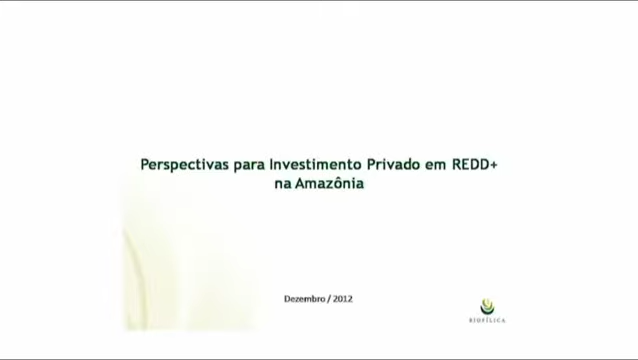 Perspectivas para Investimento Privado em REDD+
na Amazônia
Dezembro / 2012
BIOFÍLICA